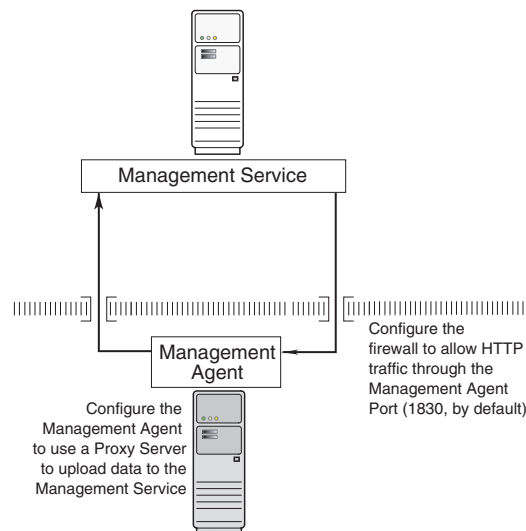 Management Service
Configure the
firewall to allow HTTP
traffic through the
Management Agent
Port (1830, by default)
Management
Agent
Configure the
Management Agent
to use a Proxy Server
to upload data to the
Management Service